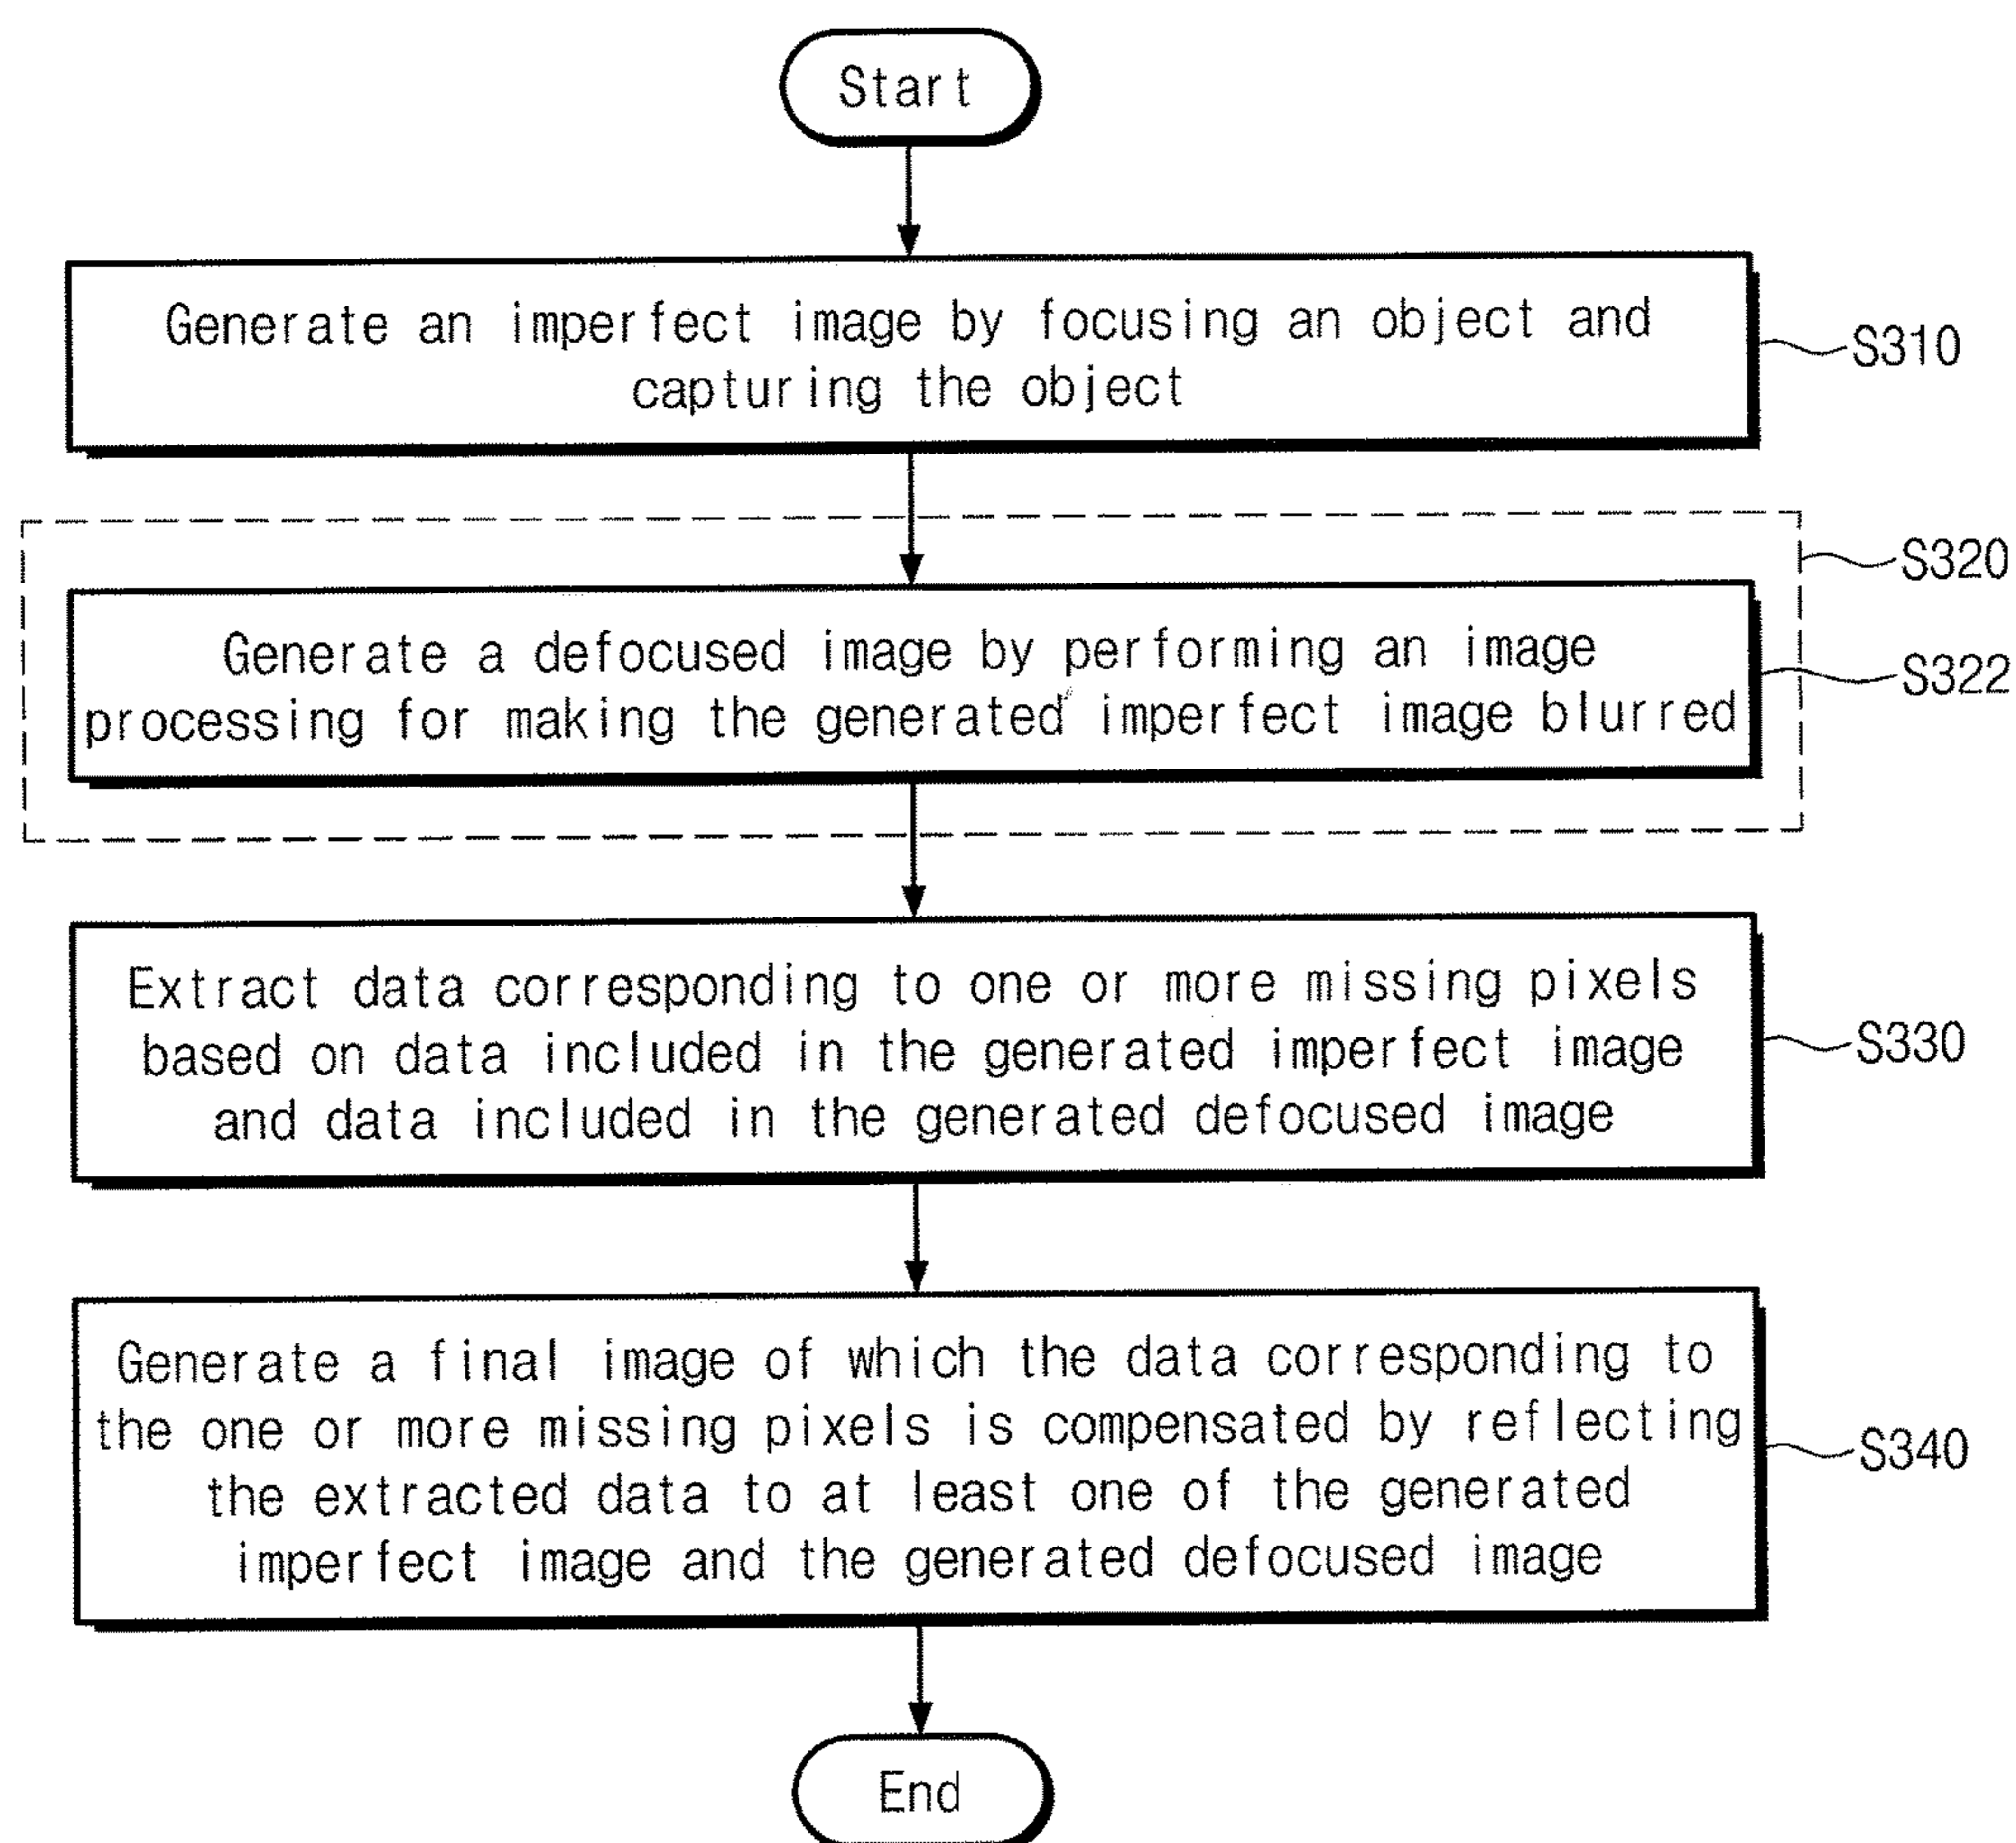 Start
Generate an imperfect image by focusing an object and
capturing the object
S310
S320
Generate a defocused image by performing an image
processing for making the generated imperfect image blurred
S322
Extract data corresponding to one or more missing pixels
based on data included in the generated imperfect image
and data included in the generated defocused image
S330
Generate a final image of which the data corresponding to
the one or more missing pixels is compensated by reflecting
the extracted data to at least one of the generated
imperfect image and the generated defocused image
S340
End